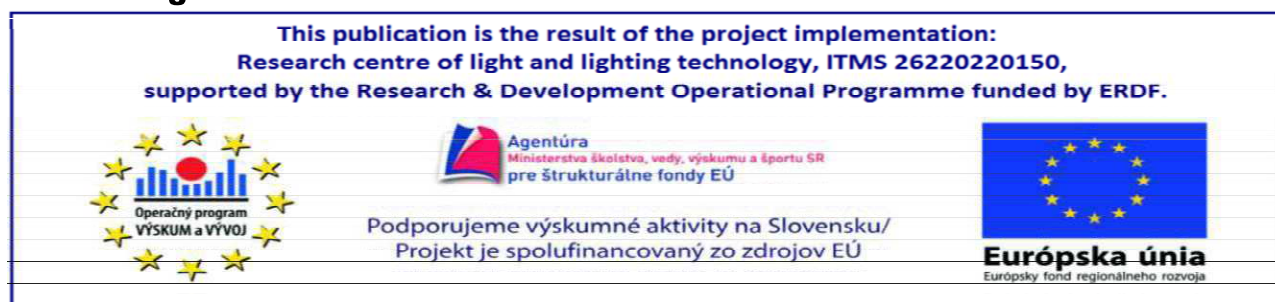 This publication is the result of the project implementation:
Research centre of light and lighting technology, ITMS 26220220150,
supported by the Research & Development Operational Programme funded by ERDF.
Operačný program
VÝSKUM a VÝVOJ
Agentúra
Ministerstva školstva, vedy, výskumu a športu SR
pre štrukturálne fondy EÚ
Podporujeme výskumné aktivity na Slovensku/
Projekt je spolufinancovaný zo zdrojov EÚ
Európska únia
Európsky fond regionálneho rozvoja